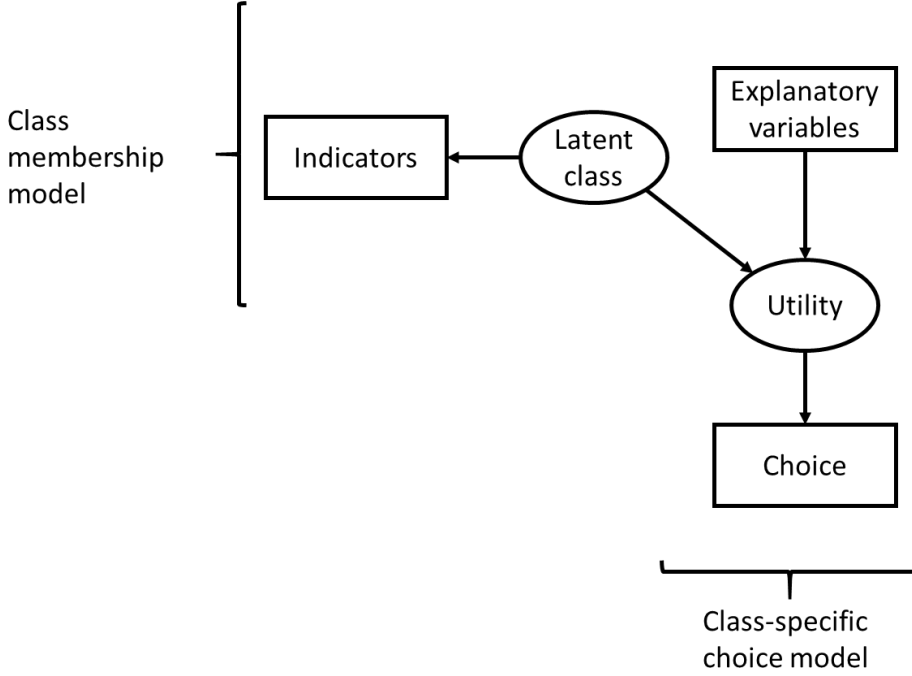 Class
membership
model
Indicators
Latent
class
Explanatory
variables
Utility
Choice
Class-specific
choice model